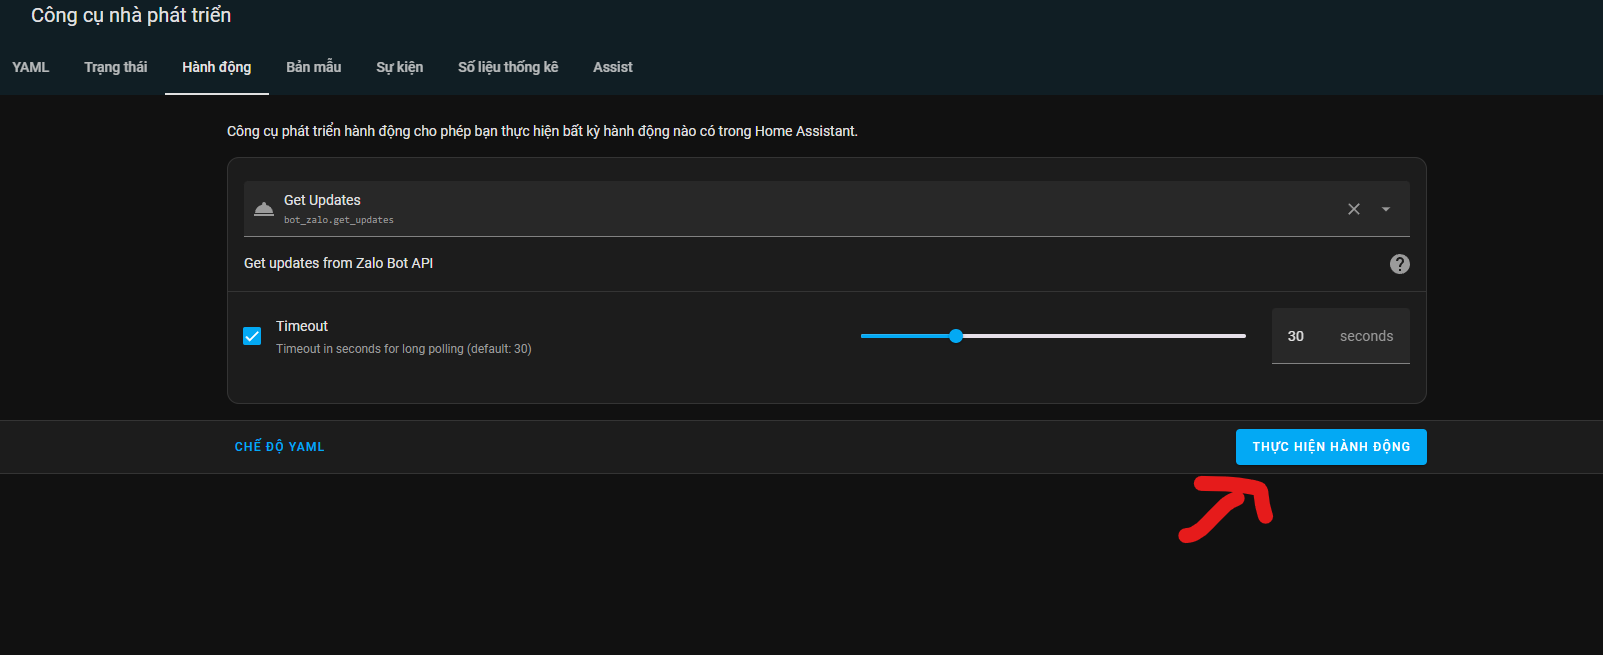 Công cụ nhà phát triển
YAML Trạng thái Hành động Bản mẫu Sự kiện Số liệu thống kê Assist
Công cụ phát triển hành động cho phép bạn thực hiện bất kỳ hành động nào có trong Home Assistant.
Get Updates
bot_zalo.get_updates
Get updates from Zalo Bot API
Timeout
Timeout in seconds for long polling (default: 30)
30 seconds
CHẾ ĐỘ YAML THỰC HIỆN HÀNH ĐỘNG